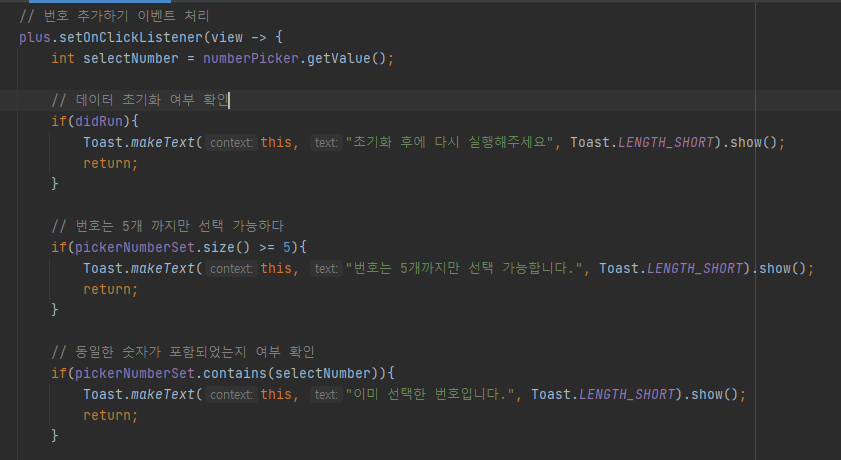 // 번호 추가하기 이벤트 처리
plus.setOnClickListener(view -> {
int selectNumber = numberPicker.getValue();
// 데이터 초기화 여부 확인
if(didRun){
Toast.makeText( context: this, text: "초기화 후에 다시 실행해주세요", Toast.LENGTH_SHORT).show();
return;
}
// 번호는 5개 까지만 선택 가능하다
if(pickerNumberSet.size() >= 5){
Toast.makeText( context: this, text: "번호는 5개까지만 선택 가능합니다.", Toast.LENGTH_SHORT).show();
return;
}
// 동일한 숫자가 포함되었는지 여부 확인
if(pickerNumberSet.contains(selectNumber)){
Toast.makeText( context: this, text: "이미 선택한 번호입니다.", Toast.LENGTH_SHORT).show();
return;
}